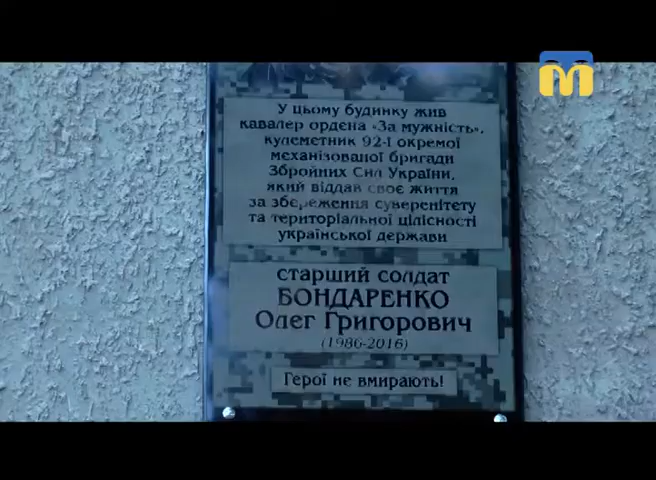 У цьому будинку жив
кавалер ордена «За мужність»,
кулеметник 92-ї окремої
механізованої бригади
Збройних Сил України,
який віддав своє життя
за збереження суверенітету
та територіальної цілісності
української держави
старший солдат
БОНДАРЕНКО
Олег Григорович
(1986-2016)
Герої не вмирають!